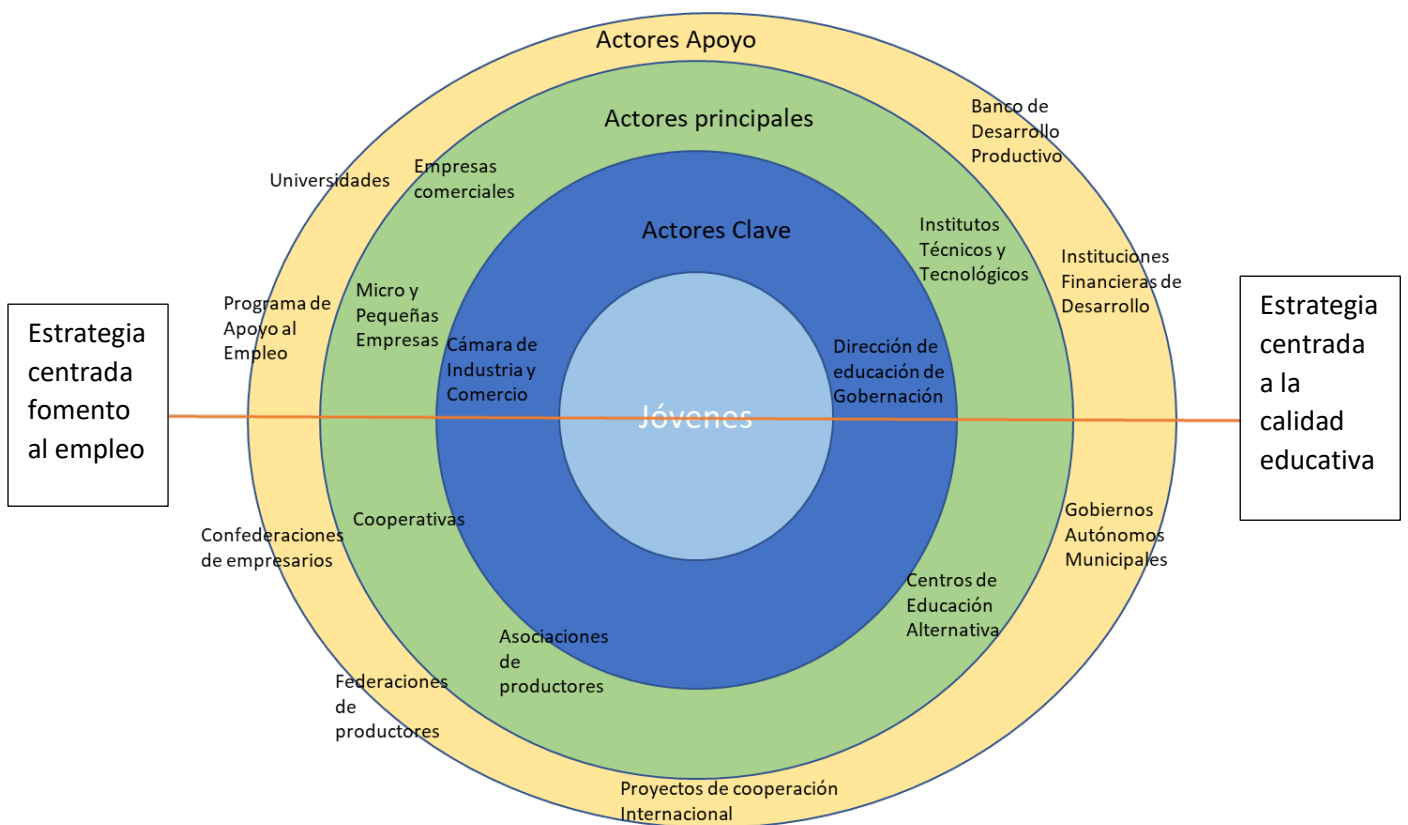 Actores Apoyo
Actores principales
Actores Clave
Jóvenes
Banco de
Desarrollo
Productivo
Universidades
Empresas
comerciales
Institutos
Técnicos y
Tecnológicos
Instituciones
Financieras de
Desarrollo
Programa de
Apoyo al
Empleo
Micro y
Pequeñas
Empresas
Cámara de
Industria y
Comercio
Dirección de
educación de
Gobernación
Estrategia
centrada
fomento
al empleo
Estrategia
centrada
a la
calidad
educativa
Confederaciones
de empresarios
Cooperativas
Gobiernos
Autónomos
Municipales
Centros de
Educación
Alternativa
Asociaciones
de
productores
Federaciones
de
productores
Proyectos de cooperación
Internacional